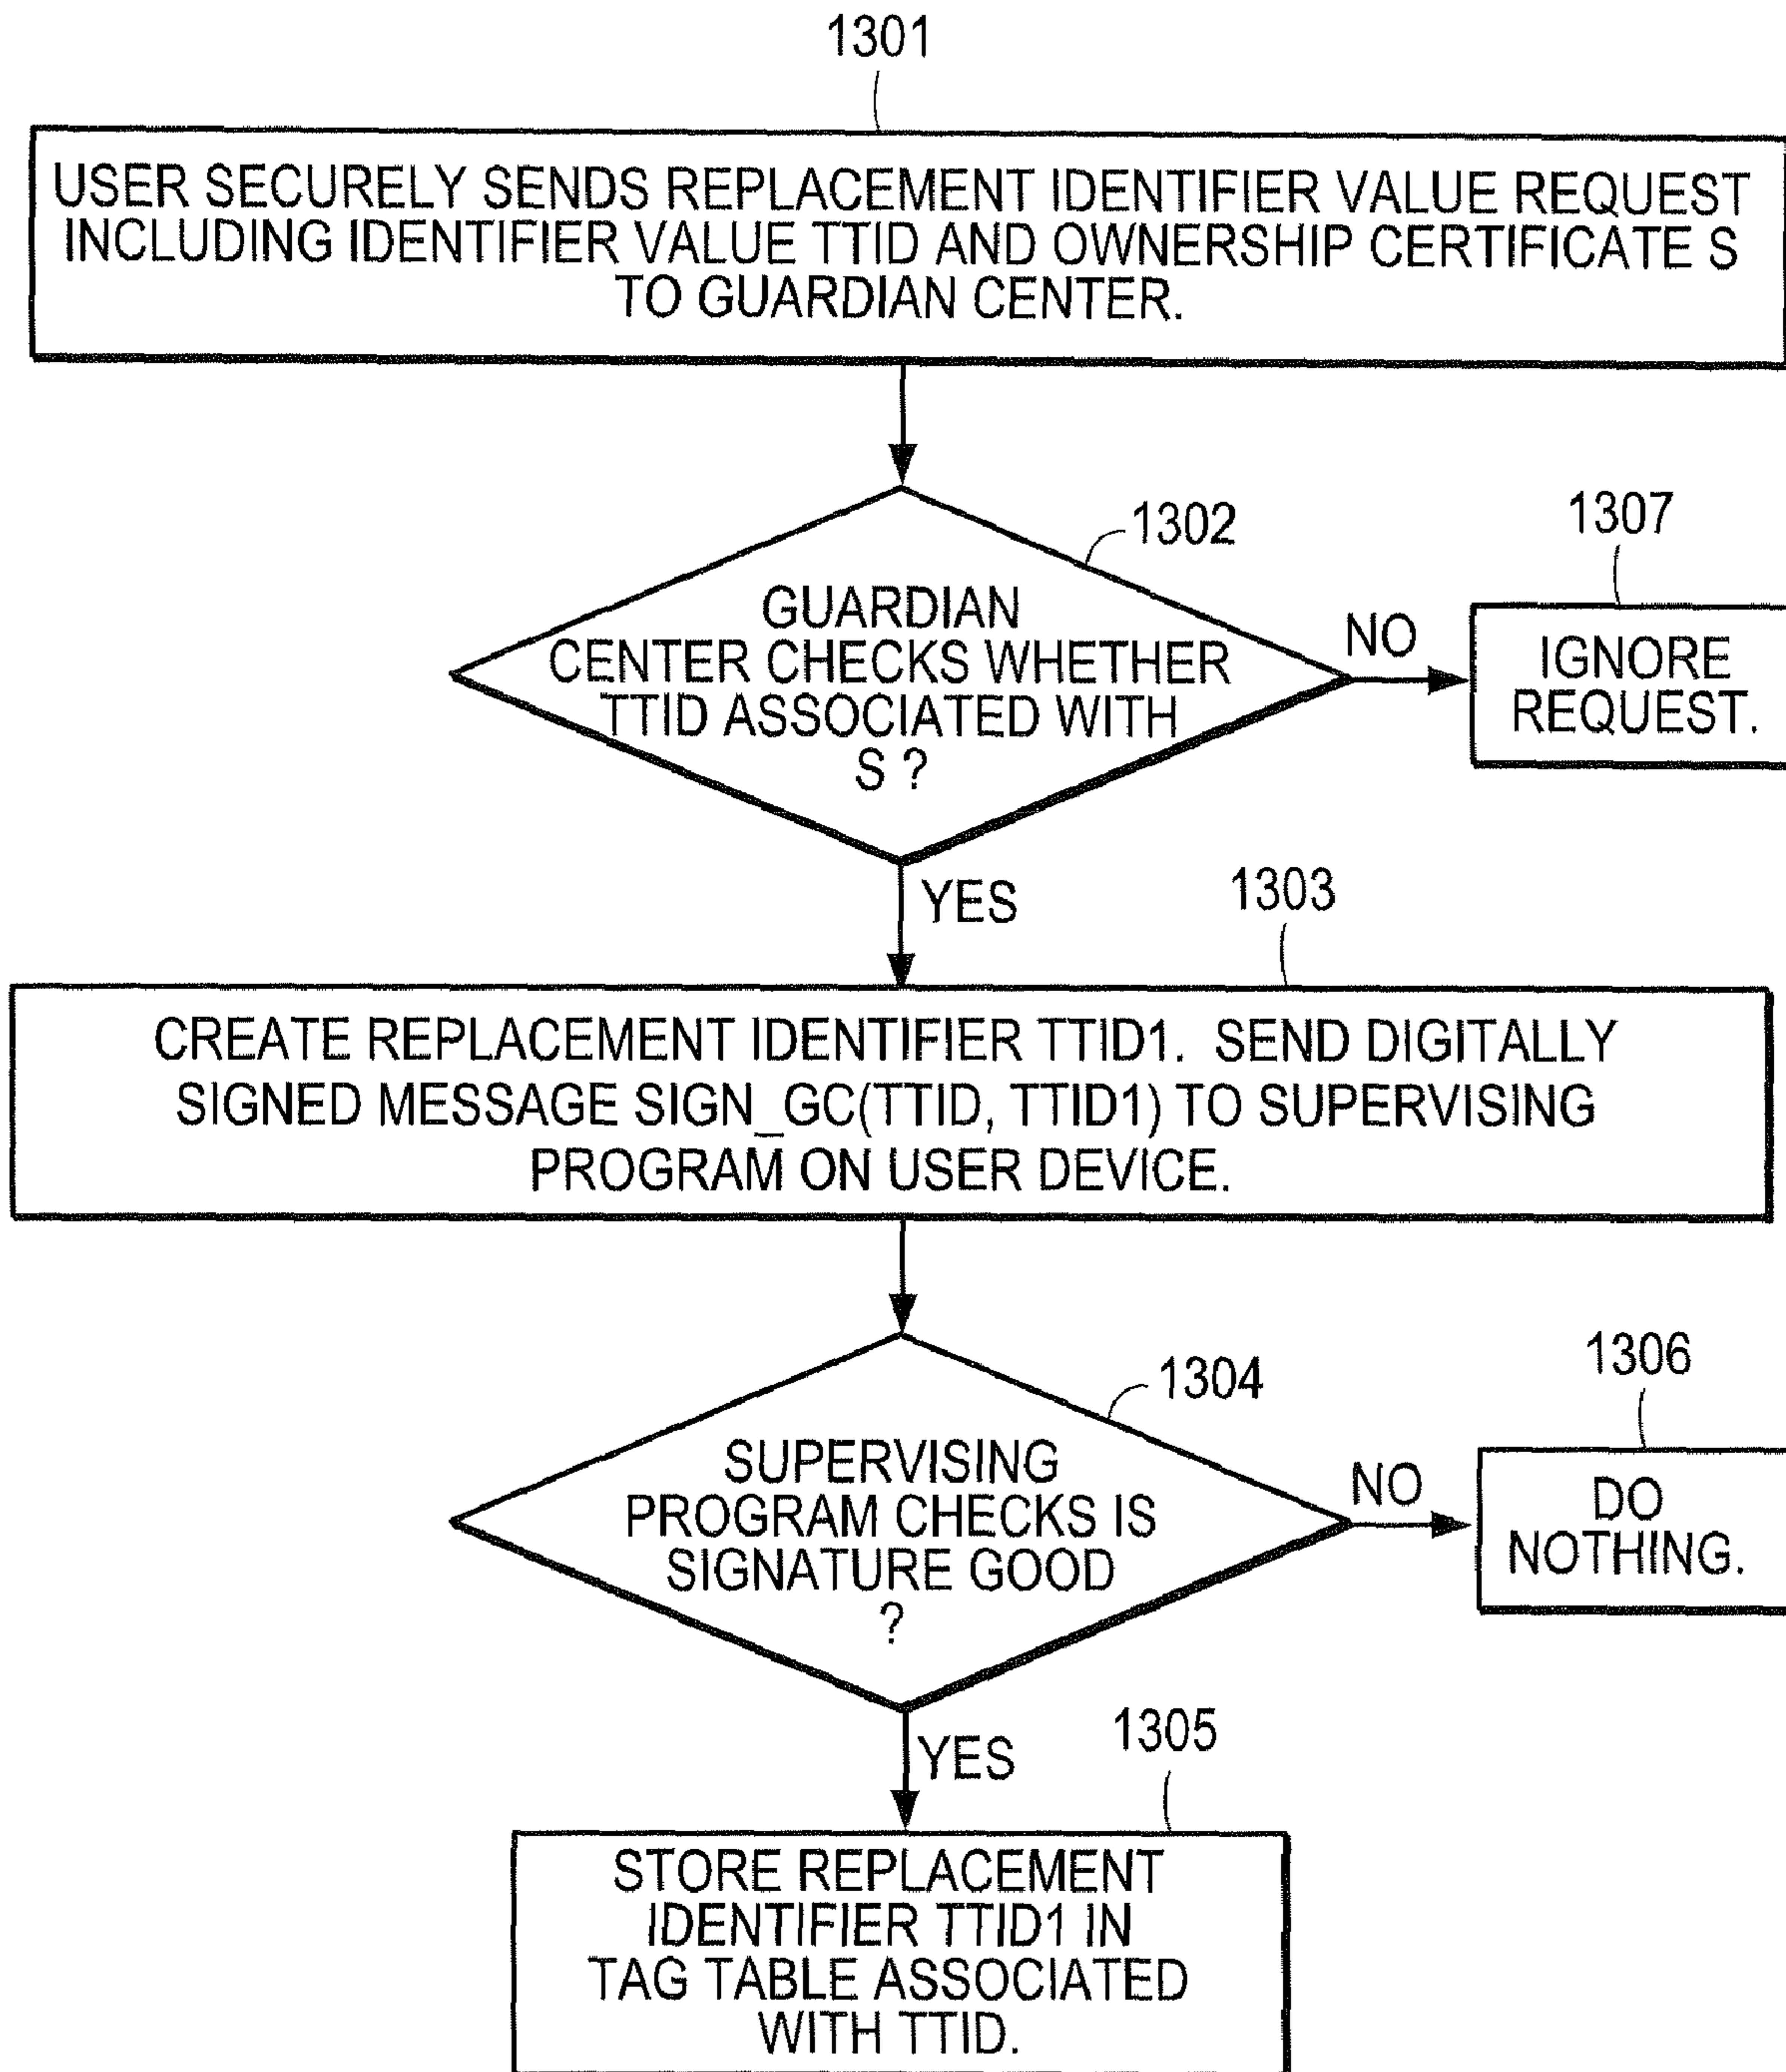 1301
USER SECURELY SENDS REPLACEMENT IDENTIFIER VALUE REQUEST
INCLUDING IDENTIFIER VALUE TTID AND OWNERSHIP CERTIFICATE S
TO GUARDIAN CENTER.
1302
GUARDIAN
CENTER CHECKS WHETHER
TTID ASSOCIATED WITH
S ?
NO
1307
IGNORE
REQUEST.
YES
1303
CREATE REPLACEMENT IDENTIFIER TTID1. SEND DIGITALLY
SIGNED MESSAGE SIGN_GC(TTID, TTID1) TO SUPERVISING
PROGRAM ON USER DEVICE.
1304
SUPERVISING
PROGRAM CHECKS IS
SIGNATURE GOOD
?
NO
1306
DO
NOTHING.
YES
1305
STORE REPLACEMENT
IDENTIFIER TTID1 IN
TAG TABLE ASSOCIATED
WITH TTID.